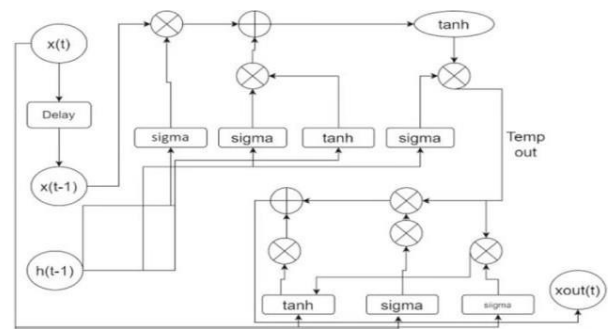 x(t)
tanh
Delay
sigma
sigma
tanh
sigma
Temp
out
x(t-1)
h(t-1)
xout(t)
tanh
sigma
sigma